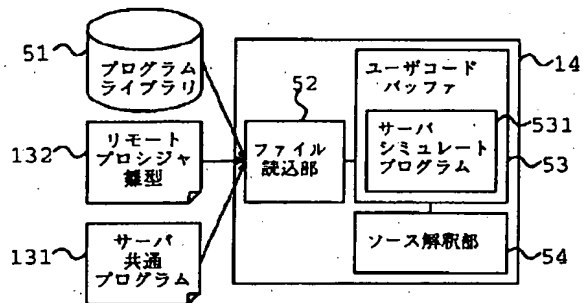 51
プログラム
ライブラリ
132
リモート
プロシジャ
雛型
131
サーバ
共通
プログラム
52
ファイル
読込部
14
ユーザコード
バッファ
531
サーバ
シミュレート
プログラム
53
ソース解釈部
54